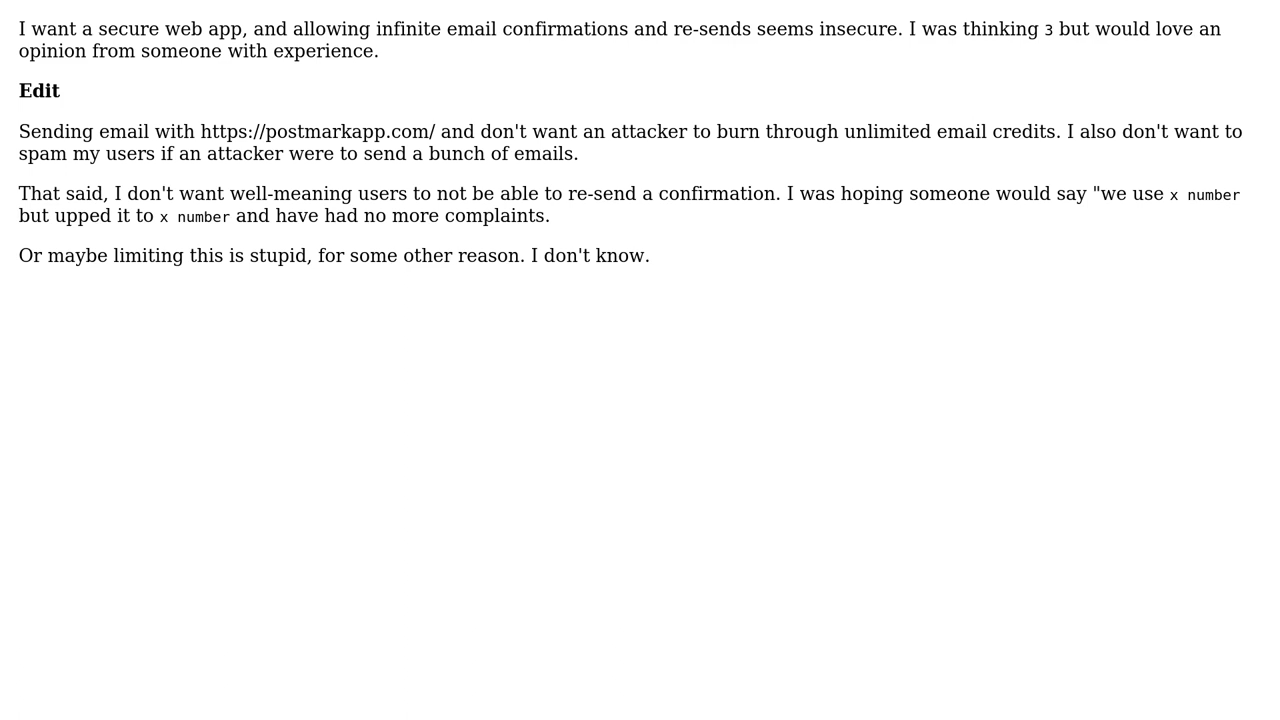 I want a secure web app, and allowing infinite email confirmations and re-sends seems insecure. I was thinking 3 but would love an
opinion from someone with experience.
Edit
Sending email with https://postmarkapp.com/ and don't want an attacker to burn through unlimited email credits. I also don't want to
spam my users if an attacker were to send a bunch of emails.
That said, I don't want well-meaning users to not be able to re-send a confirmation. I was hoping someone would say "we use x number
but upped it to x number and have had no more complaints.
Or maybe limiting this is stupid, for some other reason. I don't know.